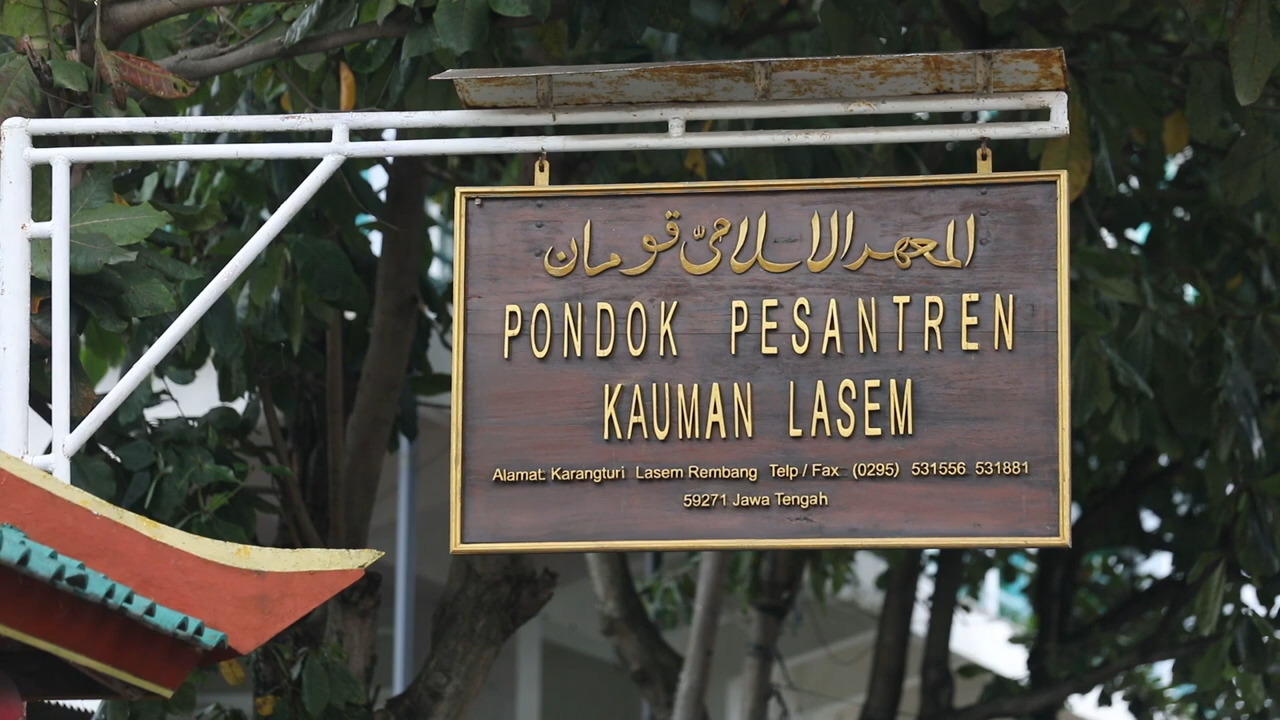 المعهد الاسلامي قومان
PONDOK PESANTREN
KAUMAN LASEM
Alamat: Karangturi Lasem Rembang Telp / Fax (0295) 531556 531881
59271 Jawa Tengah